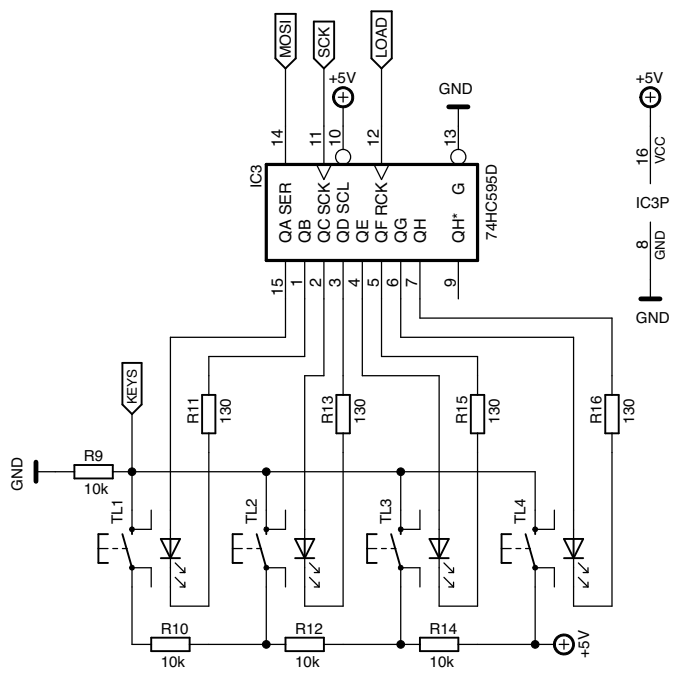 MOSI
SCK
LOAD
+5V
GND
+5V
14
11
10
12
13
16
VCC
IC3
QA SER
QB
QC SCK
QD SCL
QE
QF RCK
QG
QH
QH* G
74HC595D
IC3P
15
1
2
3
4
5
6
7
9
8
GND
GND
KEYS
R11
130
R13
130
R15
130
R16
130
GND
R9
10k
TL1
TL2
TL3
TL4
R10
10k
R12
10k
R14
10k
+5V